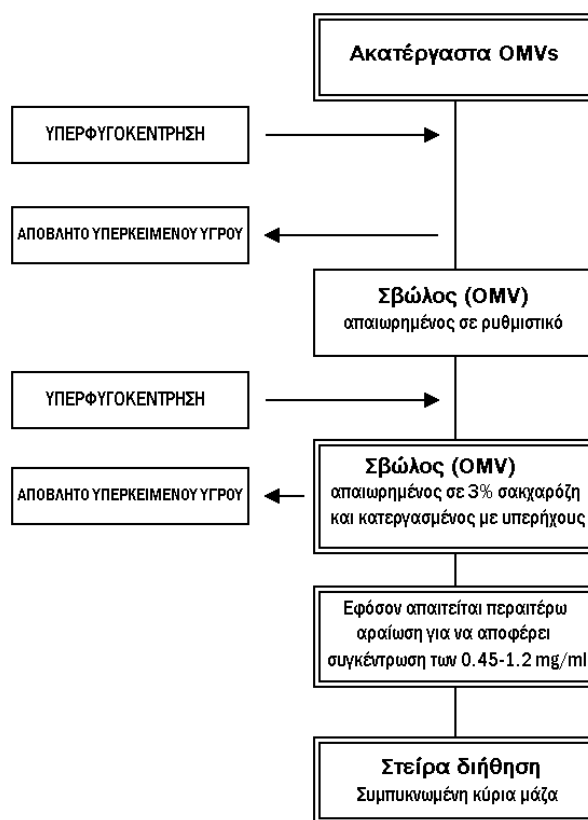 Ακατέργαστα OMVs
ΥΠΕΡΦΥΓΟΚΕΝΤΡΗΣΗ
ΑΠΟΒΛΗΤΟ ΥΠΕΡΚΕΙΜΕΝΟΥ ΥΓΡΟΥ
Σβώλος (OMV)
απαιωρημένος σε ρυθμιστικό
ΥΠΕΡΦΥΓΟΚΕΝΤΡΗΣΗ
Σβώλος (OMV)
απαιωρημένος σε 3% σακχαρόζη
και κατεργασμένος με υπερήχους
ΑΠΟΒΛΗΤΟ ΥΠΕΡΚΕΙΜΕΝΟΥ ΥΓΡΟΥ
Εφόσον απαιτείται περαιτέρω
αραίωση για να αποφέρει
συγκέντρωση των 0.45-1.2 mg/ml
Στείρα διήθηση
Συμπυκνωμένη κύρια μάζα